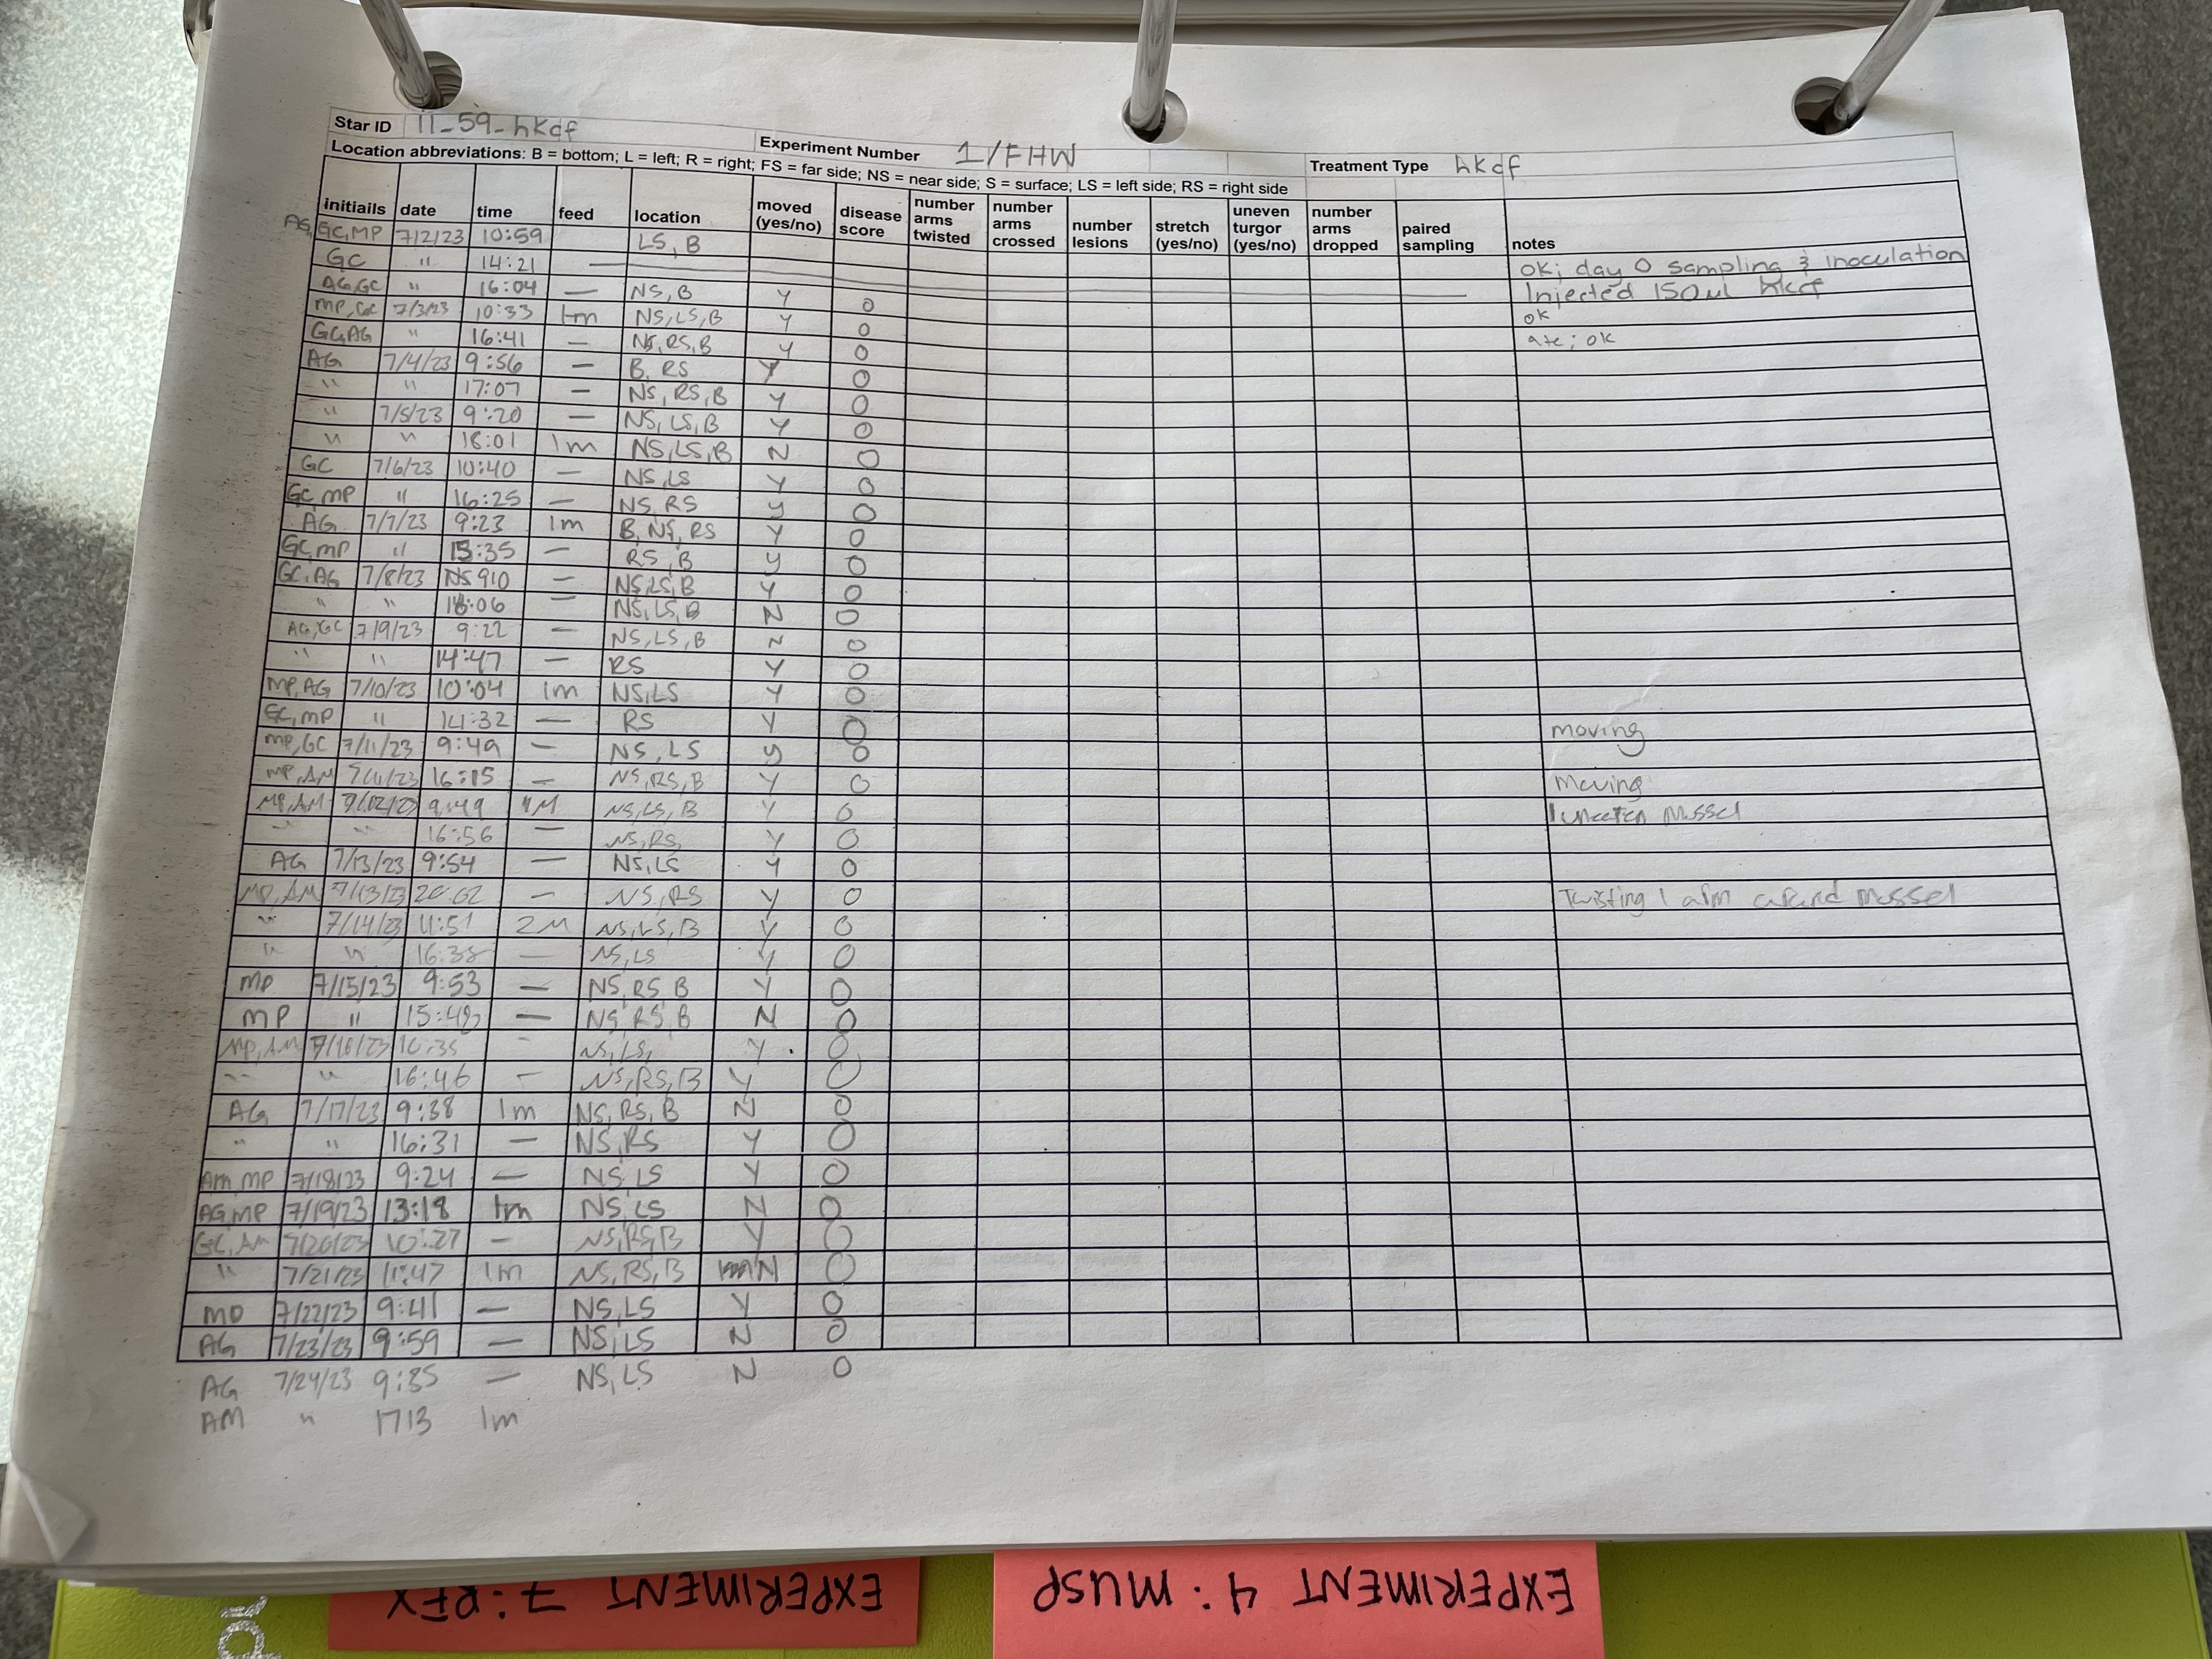 Star ID 11-59-hkcf Experiment Number 1/FHW Treatment Type hkcf
Location abbreviations: B = bottom; L = left; R = right; FS = far side; NS = near side; S = surface; LS = left side; RS = right side
initiails date time feed location moved (yes/no) disease score number arms twisted number arms crossed number lesions stretch (yes/no) uneven turgor (yes/no) number arms dropped paired sampling notes
AG, GC, MP 7/2/23 10:59 LS, B ok; day 0 sampling & inoculation
GC " 14:21 — Injected 150ul hkcf
AG, GC " 16:04 — NS, B Y 0 ok
MP, GC 7/3/23 10:33 1m NS, LS, B Y 0 ate; ok
GC, AG " 16:41 — NS, RS, B Y 0
AG 7/4/23 9:56 — B, RS Y 0
" " 17:07 — NS, RS, B Y 0
" 7/5/23 9:20 — NS, LS, B Y 0
" " 18:01 1m NS, LS, B N 0
GC 7/6/23 10:40 — NS, LS Y 0
GC, MP " 16:25 — NS, RS y 0
AG 7/7/23 9:23 1m B, NS, RS Y 0
GC, MP " 15:35 — RS, B y 0
GC, AG 7/8/23 NS 910 — NS, LS, B Y 0
" " 18:06 — NS, LS, B N 0
AG, GC 7/9/23 9:22 — NS, LS, B N 0
" " 14:47 — RS Y 0
MP, AG 7/10/23 10:04 1m NS, LS Y 0
GC, MP " 14:32 — RS Y 0 moving
MP, GC 7/11/23 9:49 — NS, LS y 0
MP, AM 7/11/23 16:15 — NS, RS, B Y 0 Moving
MP, AM 7/12/23 9:49 1M NS, LS, B Y 0 1 uneaten mussel
" " 16:56 — NS, RS, Y 0
AG 7/13/23 9:54 — NS, LS Y 0
MP, AM 7/13/23 — NS, RS Y 0 Twisting 1 arm around mussel
" 7/14/23 11:51 2M NS, LS, B Y 0
" " 16:38 — NS, LS Y 0
MP 7/15/23 9:53 — NS, RS, B Y 0
MP " 15:48 — NS, RS, B N 0
MP, AM 7/16/23 10:35 – NS, LS, Y 0
" " 16:46 – NS, RS, B Y 0
AG 7/17/23 9:38 1m NS, RS, B N 0
" " 16:31 — NS, RS Y 0
AM, MP 7/18/23 9:24 — NS, LS Y 0
AG, MP 7/19/23 13:18 1m NS, LS N 0
GC, AM 7/20/23 10:27 — NS, RS, B Y 0
" 7/21/23 11:47 1m NS, RS, B N 0
MP 7/22/23 9:41 — NS, LS Y 0
AG 7/23/23 9:59 — NS, LS N 0
AG 7/24/23 9:35 — NS, LS N 0
AM " 1713 1m
EXPERIMENT 7: PFX
EXPERIMENT 4: MUSP